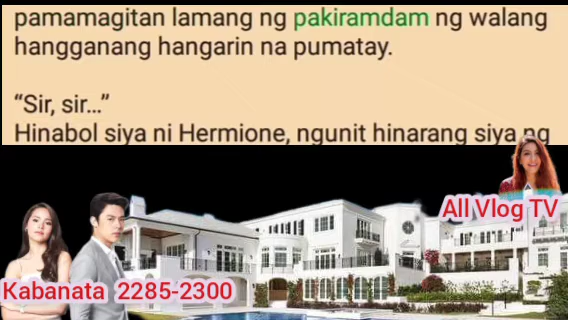 pamamagitan lamang ng pakiramdam ng walang
hangganang hangarin na pumatay.
“Sir, sir...”
Hinabol siya ni Hermione, ngunit hinarang siya ng
All Vlog TV
Kabanata 2285-2300